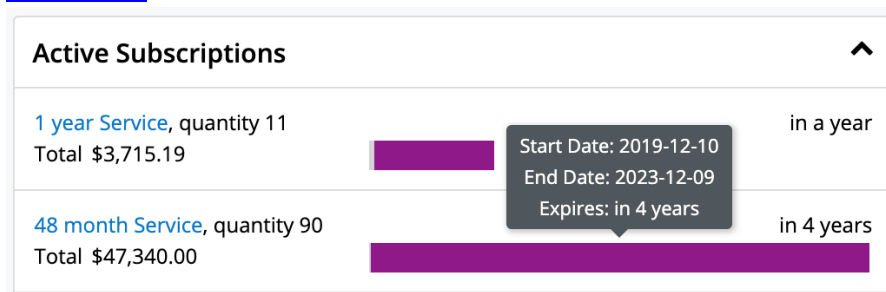 Active Subscriptions
1 year Service, quantity 11
in a year
Total $3,715.19
Start Date: 2019-12-10
End Date: 2023-12-09
Expires: in 4 years
48 month Service, quantity 90
in 4 years
Total $47,340.00